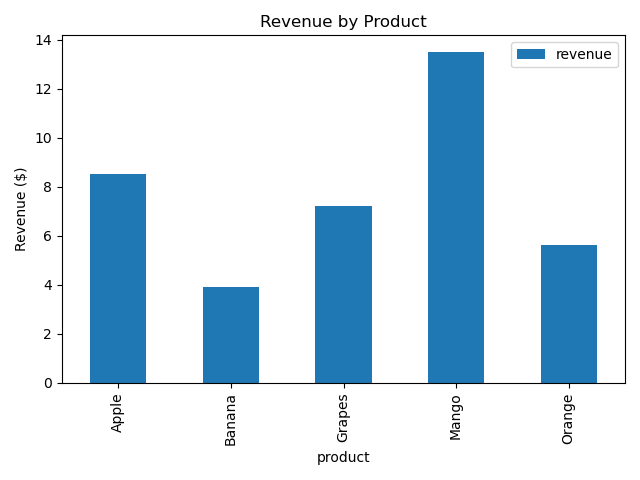 Revenue by Product
revenue
Revenue ($)
14
12
10
8
6
4
2
0
Apple
Banana
Grapes
Mango
Orange
product